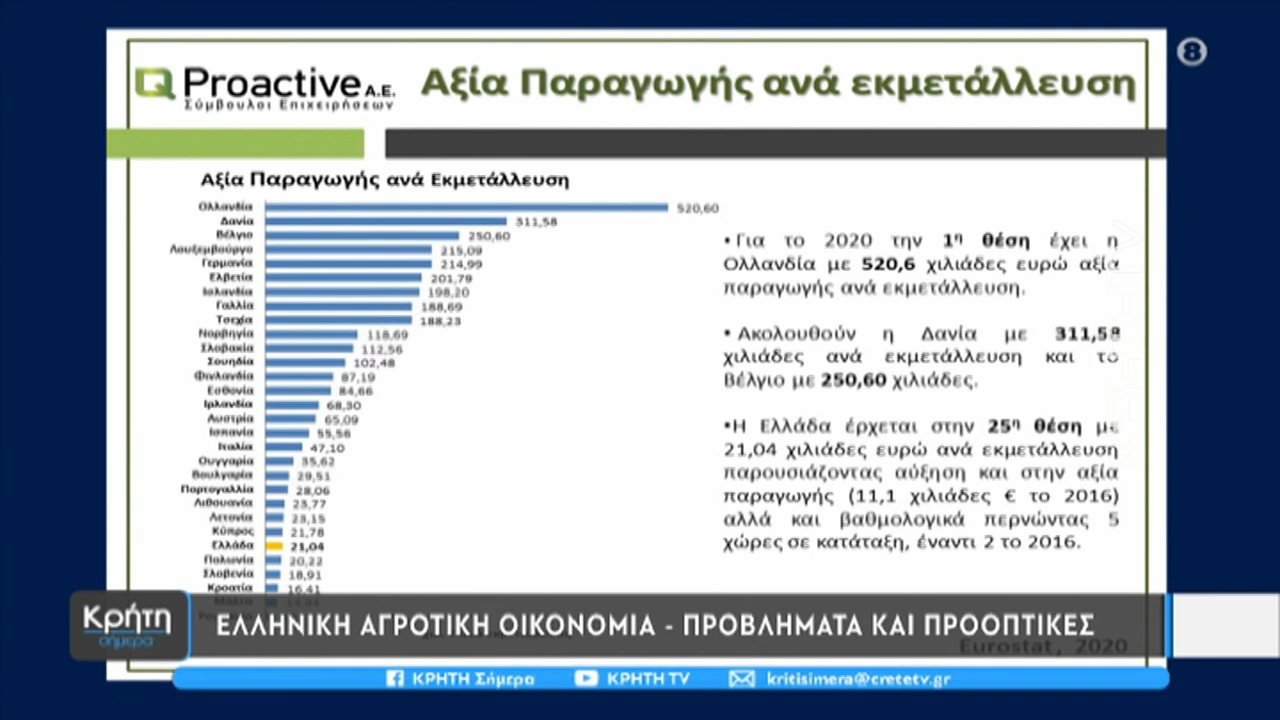 8
Proactive Α.Ε.
Σύμβουλοι Επιχειρήσεων
Αξία Παραγωγής ανά εκμετάλλευση
Αξία Παραγωγής ανά Εκμετάλλευση
Ολλανδία 520,60
Δανία 311,58
Βέλγιο 250,60
Λουξεμβούργο 215,09
Γερμανία 214,99
Ελβετία 201,79
Ισλανδία 198,20
Γαλλία 188,69
Τσεχία 188,23
Νορβηγία 118,69
Σλοβακία 112,56
Σουηδία 102,48
Φινλανδία 87,19
Εσθονία 84,66
Ιρλανδία 68,30
Αυστρία 65,09
Ισπανία 55,56
Ιταλία 47,10
Ουγγαρία 35,62
Βουλγαρία 29,51
Πορτογαλλία 28,06
Λιθουανία 23,77
Λετονία 23,15
Κύπρος 21,78
Ελλάδα 21,04
Πολωνία 20,22
Σλοβενία 18,91
Κροατία 16,41
•Για το 2020 την 1η θέση έχει η
Ολλανδία με 520,6 χιλιάδες ευρώ αξία
παραγωγής ανά εκμετάλλευση.
•Ακολουθούν η Δανία με 311,58
χιλιάδες ανά εκμετάλλευση και το
Βέλγιο με 250,60 χιλιάδες.
•Η Ελλάδα έρχεται στην 25η θέση με
21,04 χιλιάδες ευρώ ανά εκμετάλλευση
παρουσιάζοντας αύξηση και στην αξία
παραγωγής (11,1 χιλιάδες € το 2016)
αλλά και βαθμολογικά περνώντας 5
χώρες σε κατάταξη, έναντι 2 το 2016.
Κρήτη
σήμερα
ΕΛΛΗΝΙΚΗ ΑΓΡΟΤΙΚΗ ΟΙΚΟΝΟΜΙΑ - ΠΡΟΒΛΗΜΑΤΑ ΚΑΙ ΠΡΟΟΠΤΙΚΕΣ
Eurostat, 2020
ΚΡΗΤΗ Σήμερα ΚΡΗΤΗ TV kritisimera@cretetv.gr